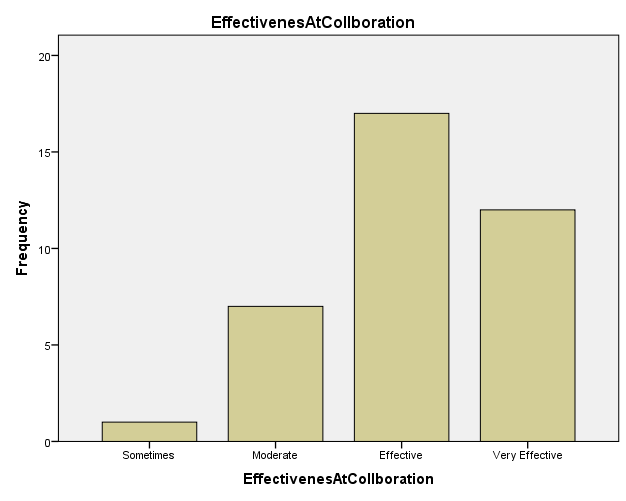 EffectivenesAtCollboration
20
15
10
5
0
Frequency
Sometimes Moderate Effective Very Effective
EffectivenesAtCollboration